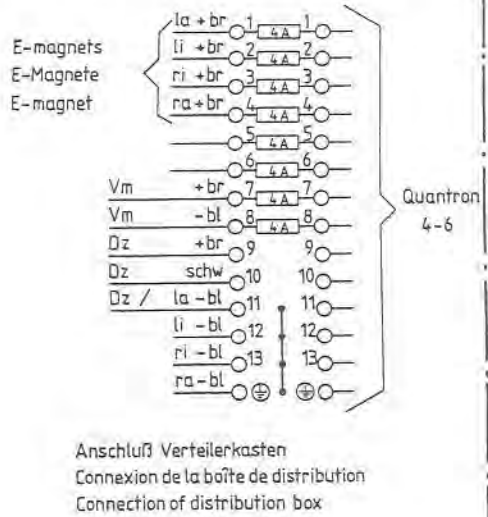 la +br 1 4A 1
E-magnets li +br 2 4A 2
E-Magnete ri +br 3 4A 3
E-magnet ra +br 4 4A 4
5 4A 5
6 4A 6
Vm +br 7 4A 7 Quantron
Vm -bl 8 4A 8 4-6
Dz +br 9 9
Dz schw 10 10
Dz / la -bl 11 11
li -bl 12 12
ri -bl 13 13
ra -bl
Anschluß Verteilerkasten
Connexion de la boîte de distribution
Connection of distribution box